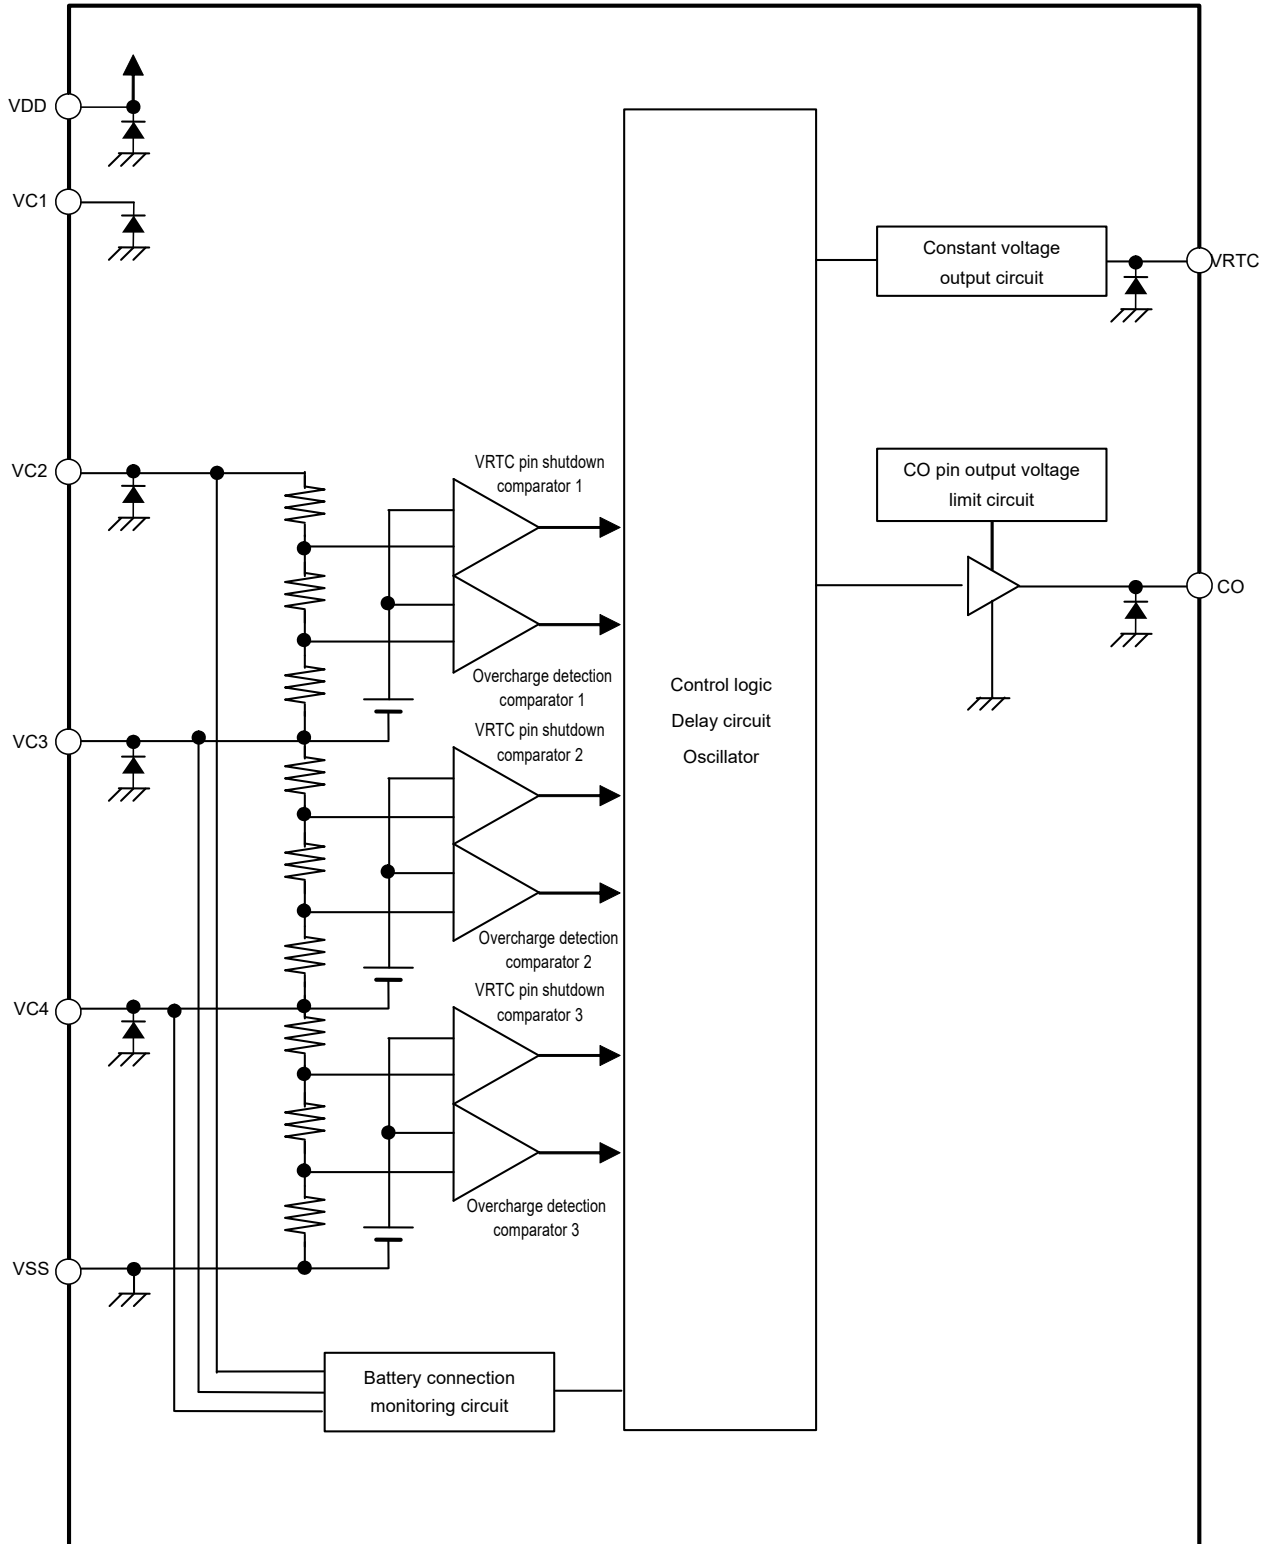 VDD
VC1
Constant voltage
output circuit
VRTC
VC2
VRTC pin shutdown
comparator 1
CO pin output voltage
limit circuit
CO
Overcharge detection
comparator 1
Control logic
Delay circuit
Oscillator
VC3
VRTC pin shutdown
comparator 2
Overcharge detection
comparator 2
VC4
VRTC pin shutdown
comparator 3
Overcharge detection
comparator 3
VSS
Battery connection
monitoring circuit